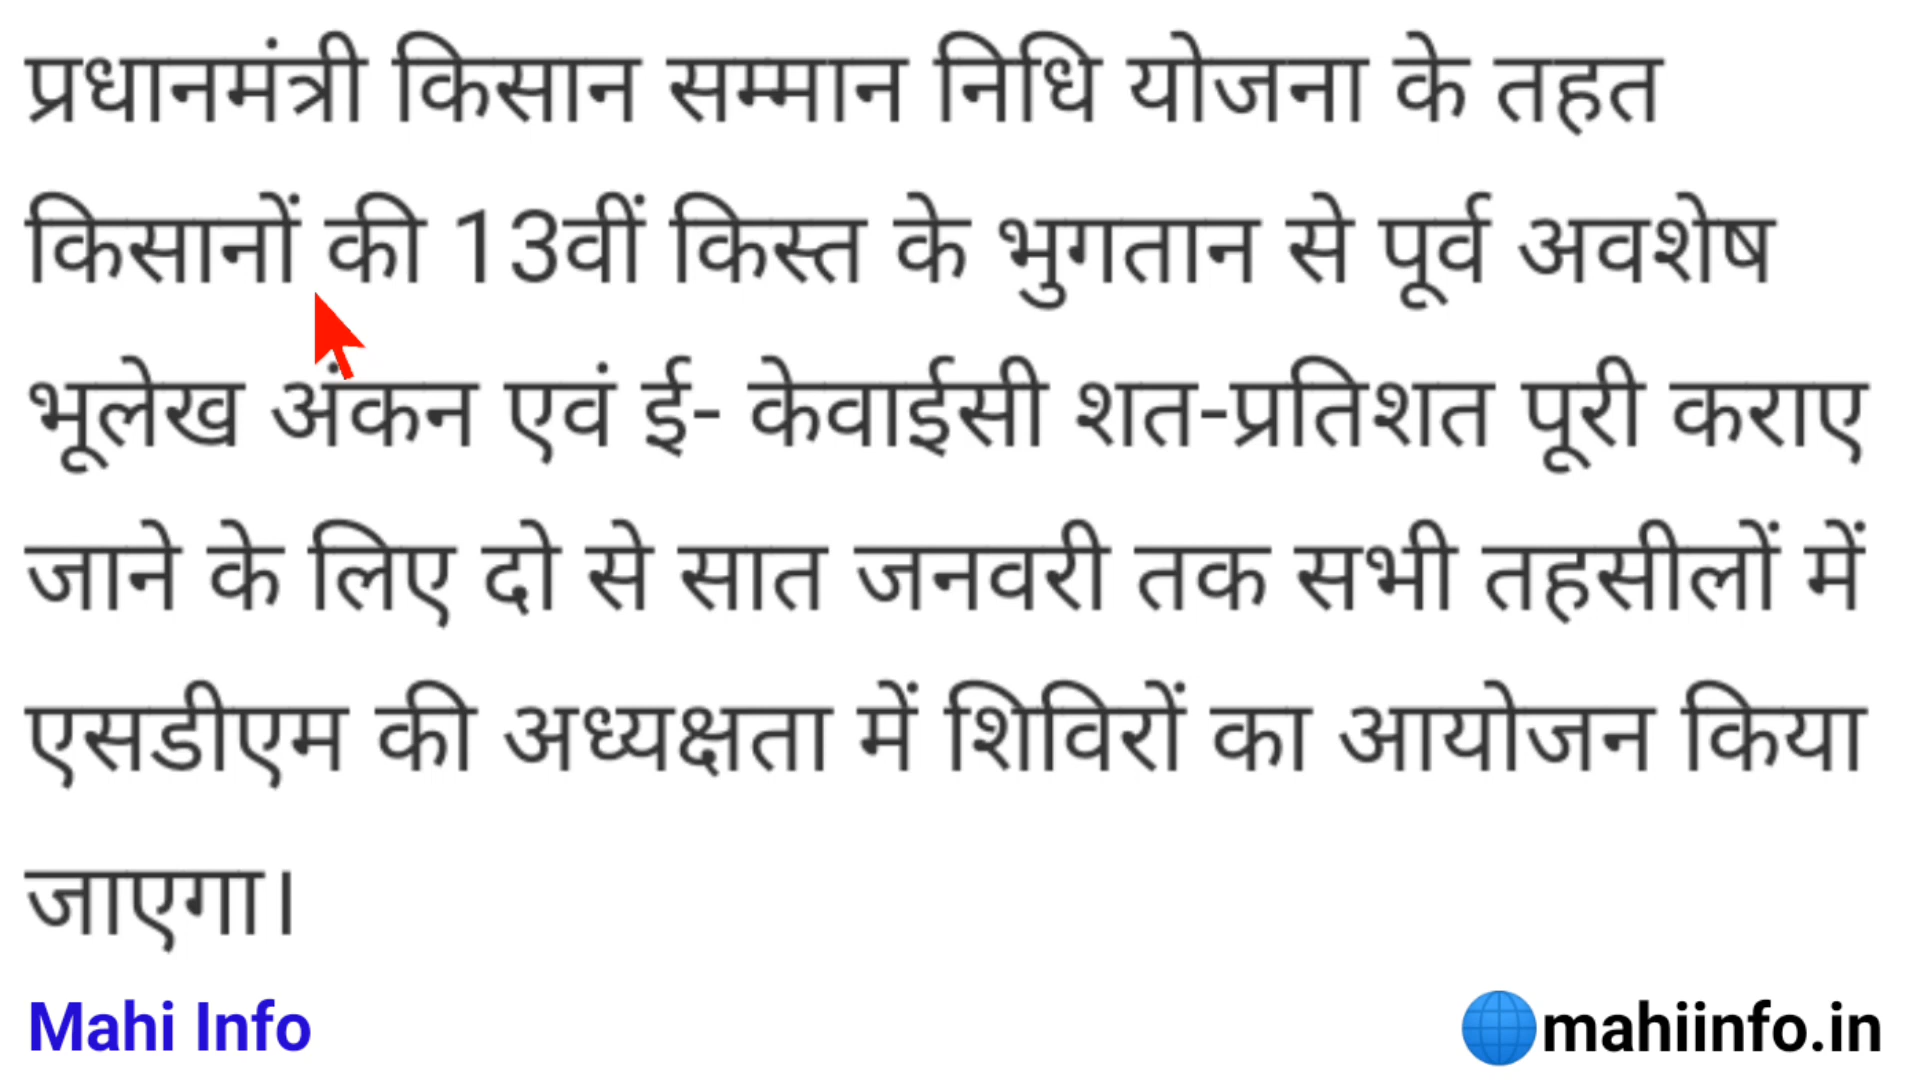 प्रधानमंत्री किसान सम्मान निधि योजना के तहत
किसानों की 13वीं किस्त के भुगतान से पूर्व अवशेष
भूलेख अंकन एवं ई- केवाईसी शत-प्रतिशत पूरी कराए
जाने के लिए दो से सात जनवरी तक सभी तहसीलों में
एसडीएम की अध्यक्षता में शिविरों का आयोजन किया
जाएगा।
Mahi Info
mahiinfo.in